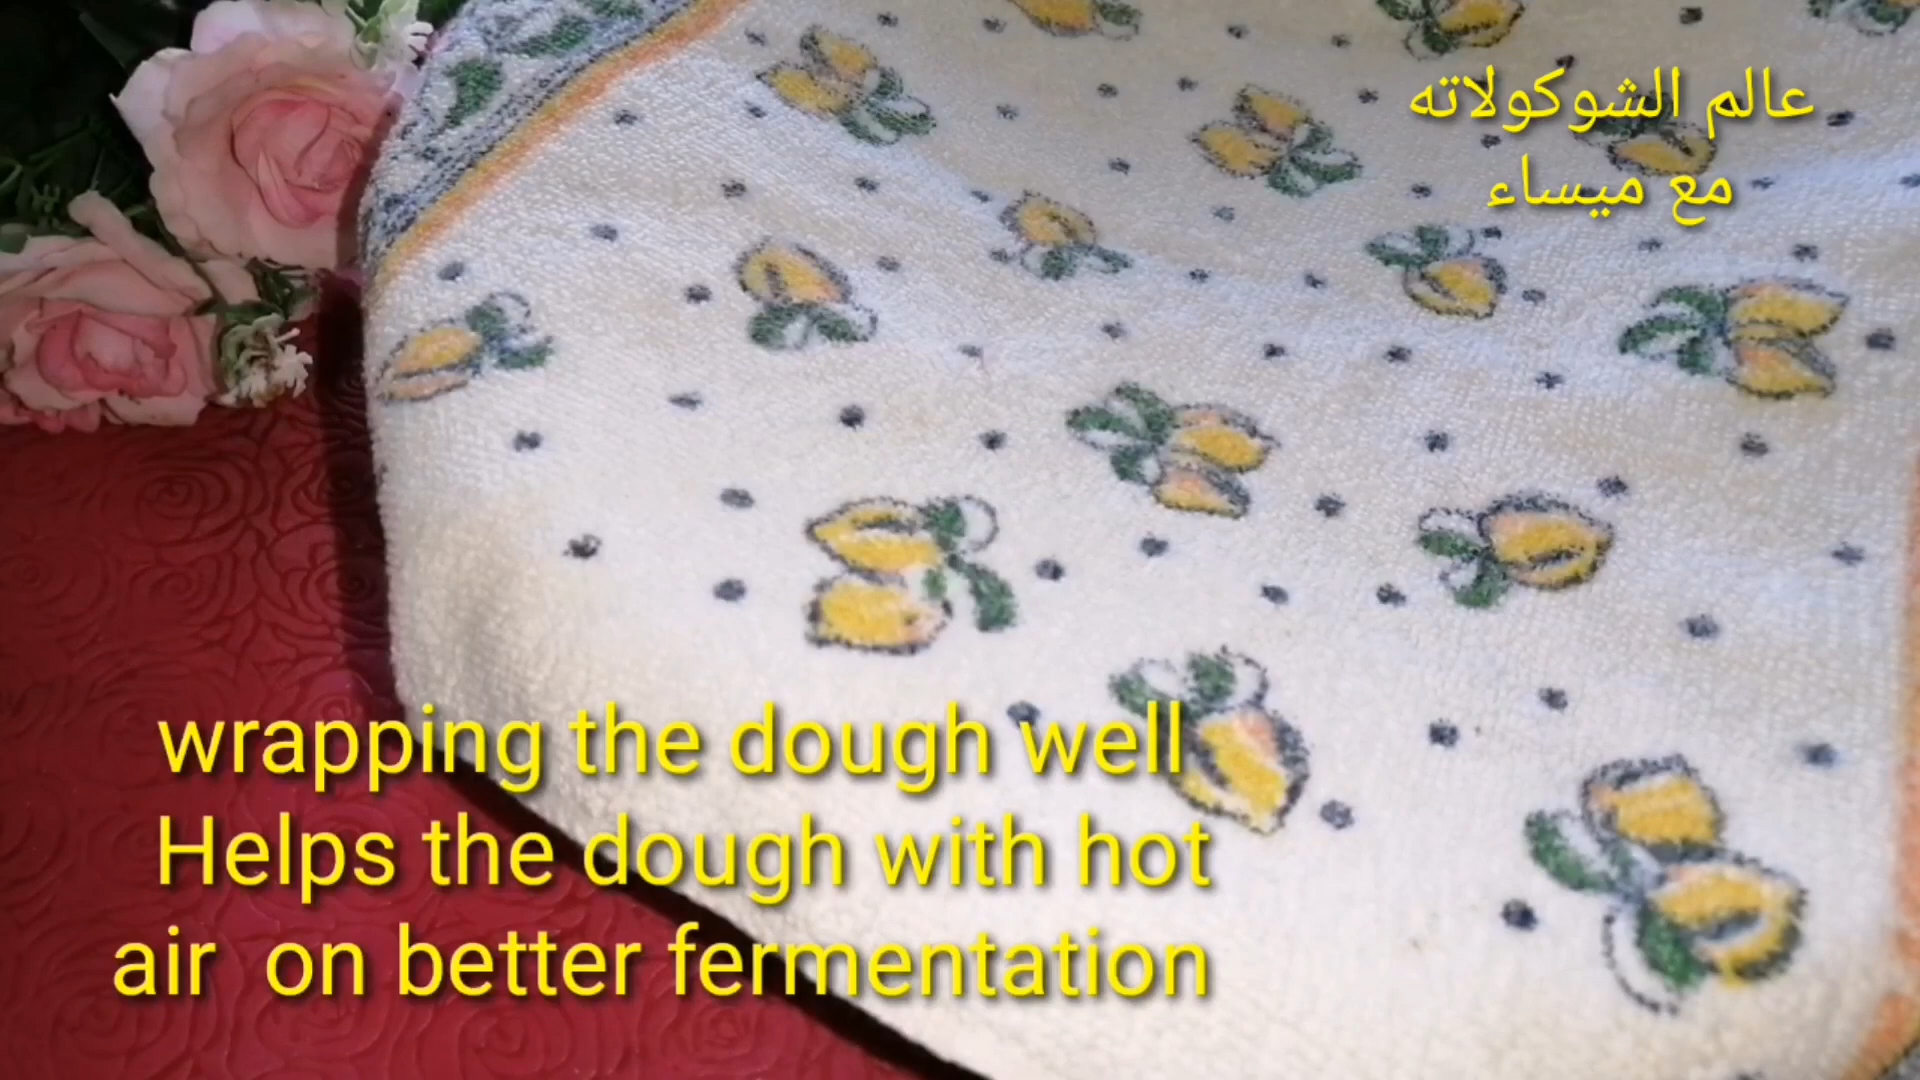 عالم الشوكولاته
مع ميساء
wrapping the dough well
Helps the dough with hot
air on better fermentation